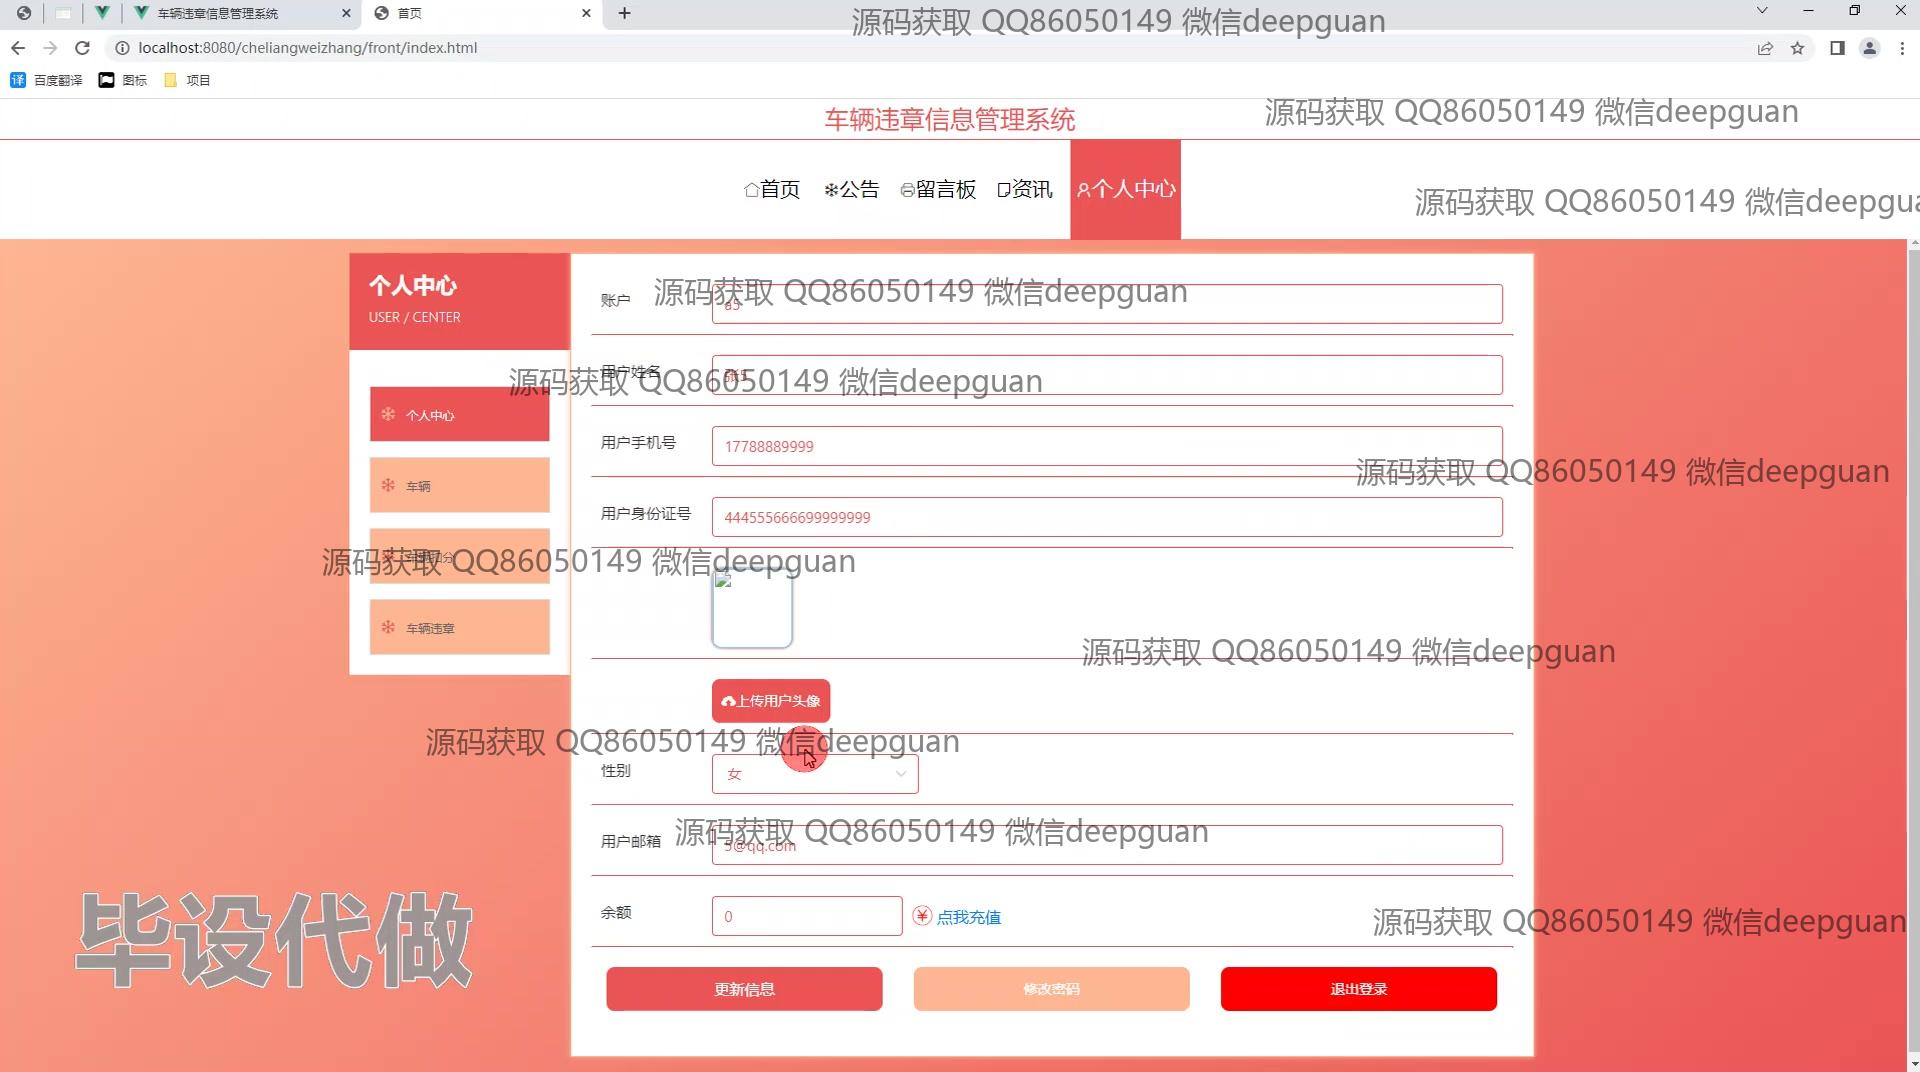 车辆违章信息管理系统
首页
源码获取 QQ86050149 微信deepguan
localhost:8080/cheliangweizhang/front/index.html
百度翻译
图标
项目
车辆违章信息管理系统
源码获取 QQ86050149 微信deepguan
首页
公告
留言板
资讯
个人中心
源码获取 QQ86050149 微信deepgua
个人中心
USER / CENTER
账户
a5
源码获取 QQ86050149 微信deepguan
用户姓名
源码获取 QQ86050149 微信deepguan
个人中心
用户手机号
17788889999
源码获取 QQ86050149 微信deepguan
车辆
用户身份证号
444555666699999999
源码获取 QQ86050149 微信deepguan
车辆违章
源码获取 QQ86050149 微信deepguan
上传用户头像
源码获取 QQ86050149 微信deepguan
性别
女
源码获取 QQ86050149 微信deepguan
用户邮箱
5@qq.com
余额
0
点我充值
源码获取 QQ86050149 微信deepguan
毕设代做
更新信息
修改密码
退出登录